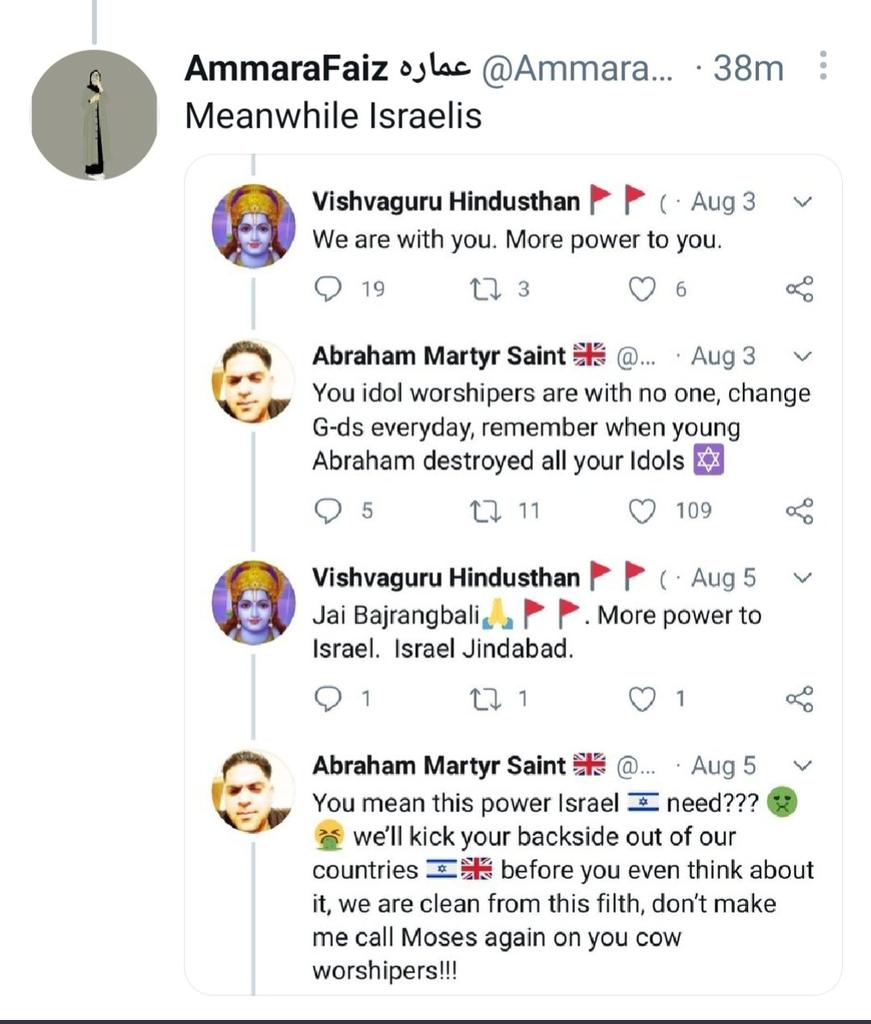 AmmaraFaiz عماره @Ammara... · 38m
Meanwhile Israelis
Vishvaguru Hindusthan 🚩 🚩 ( · Aug 3
We are with you. More power to you.
19 3 6
Abraham Martyr Saint 🇬🇧 @... · Aug 3
You idol worshipers are with no one, change
G-ds everyday, remember when young
Abraham destroyed all your Idols 🔯
5 11 109
Vishvaguru Hindusthan 🚩 🚩 ( · Aug 5
Jai Bajrangbali🙏🚩 🚩. More power to
Israel. Israel Jindabad.
1 1 1
Abraham Martyr Saint 🇬🇧 @... · Aug 5
You mean this power Israel 🇮🇱 need??? 🤢
🤮 we'll kick your backside out of our
countries 🇮🇱🇬🇧 before you even think about
it, we are clean from this filth, don't make
me call Moses again on you cow
worshipers!!!